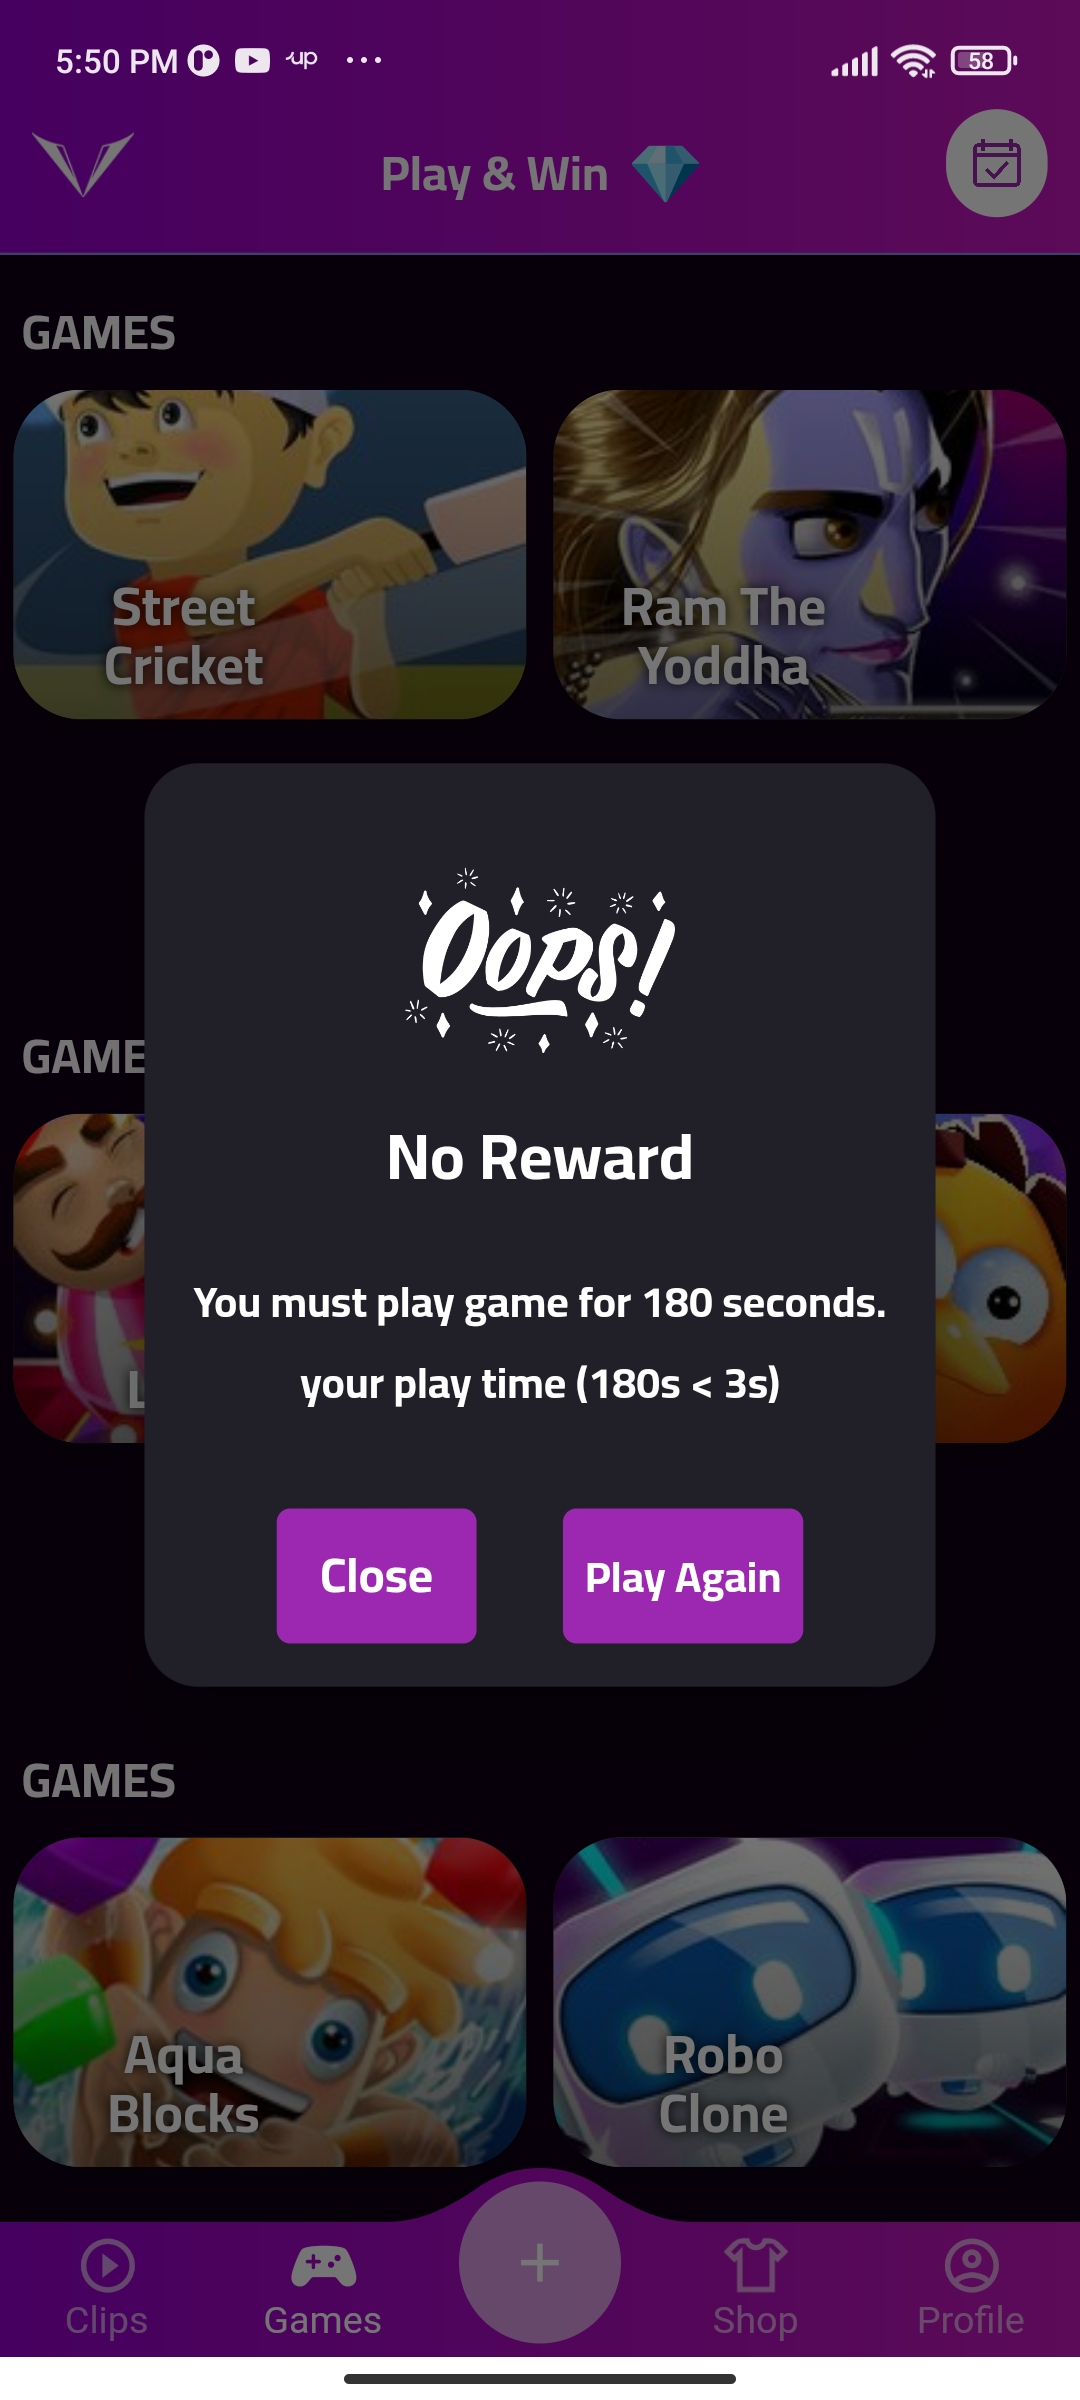 5:50 PM up ...
58
Play & Win
GAMES
Street
Cricket
Ram The
Yoddha
OOPS!
GAME
No Reward
You must play game for 180 seconds.
your play time (180s < 3s)
L
Close
Play Again
GAMES
Aqua
Blocks
Robo
Clone
Clips
Games
Shop
Profile